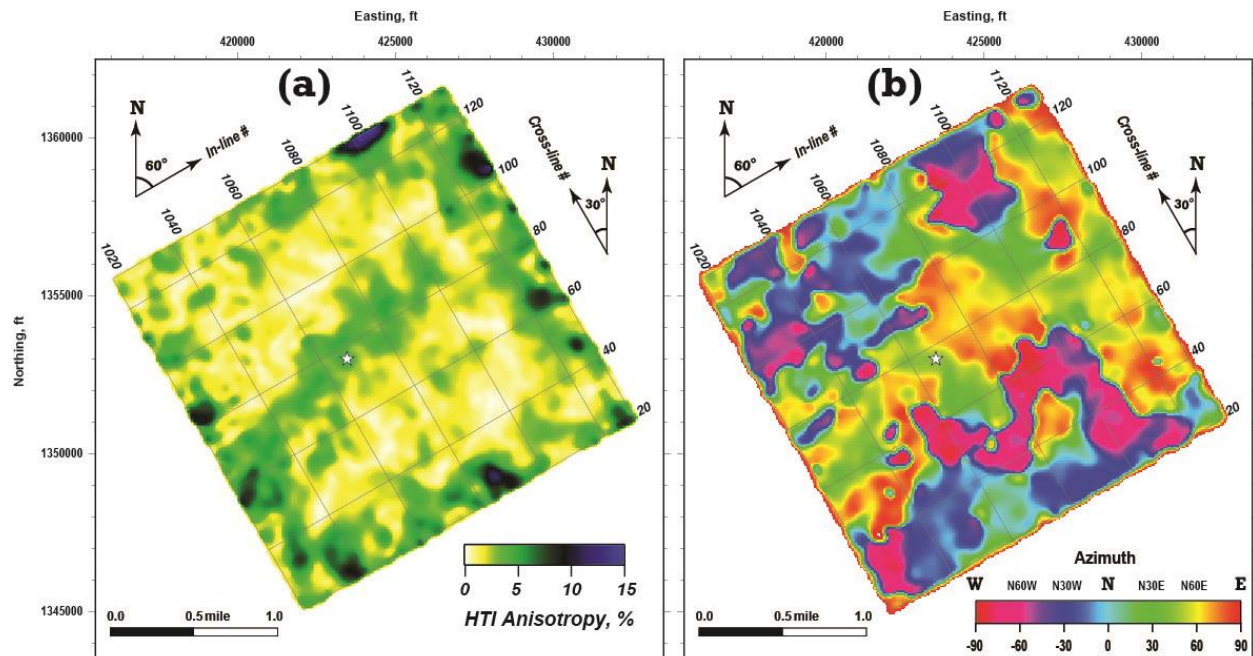 Easting, ft
420000 425000 430000
(a)
N
60°
In-line #
1020 1040 1060 1080 1100 1120
120
100
80
60
40
20
Cross-line #
N
30°
Northing, ft
1360000
1355000
1350000
1345000
0 5 10 15
HTI Anisotropy, %
0.0 0.5 mile 1.0
Easting, ft
420000 425000 430000
(b)
N
60°
In-line #
1020 1040 1060 1080 1100 1120
120
100
80
60
40
20
Cross-line #
N
30°
Azimuth
W N60W N30W N N30E N60E E
-90 -60 -30 0 30 60 90
0.0 0.5 mile 1.0